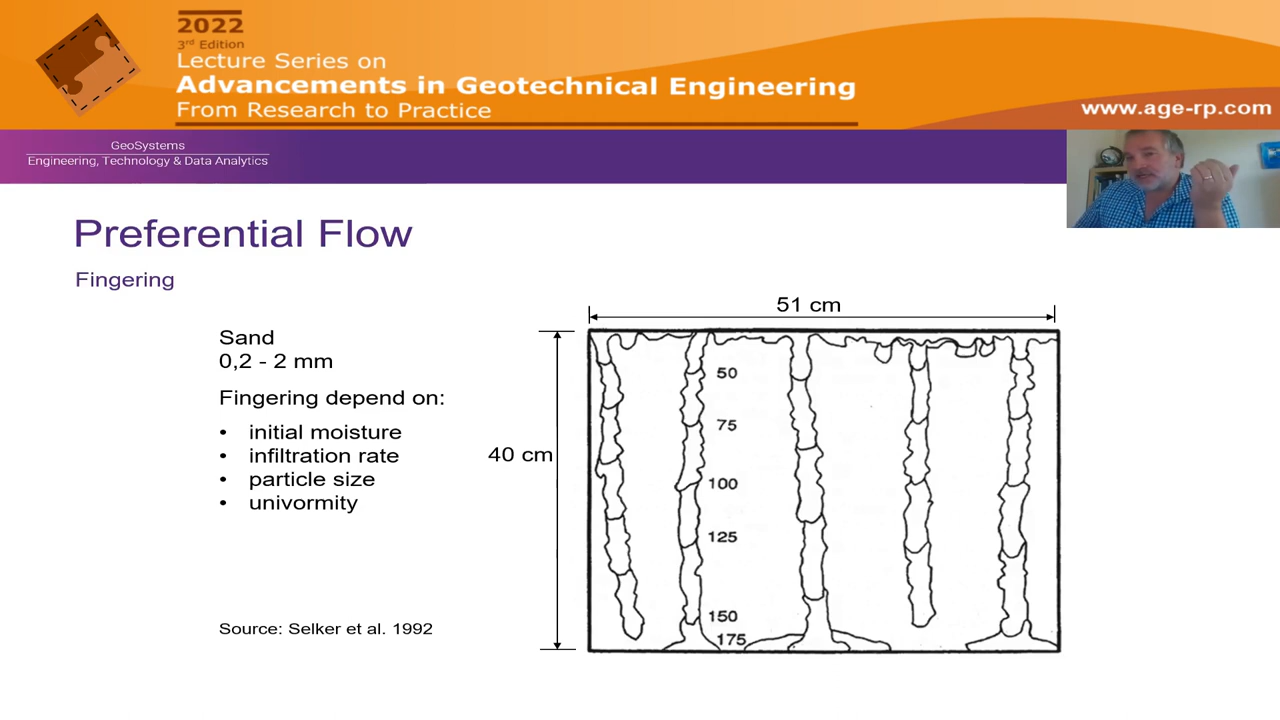 2022
3rd Edition
Lecture Series on
Advancements in Geotechnical Engineering
From Research to Practice
www.age-rp.com
GeoSystems
Engineering, Technology & Data Analytics
Preferential Flow
Fingering
Sand
0,2 - 2 mm
Fingering depend on:
• initial moisture
• infiltration rate
• particle size
• univormity
Source: Selker et al. 1992
51 cm
40 cm
50
75
100
125
150
175